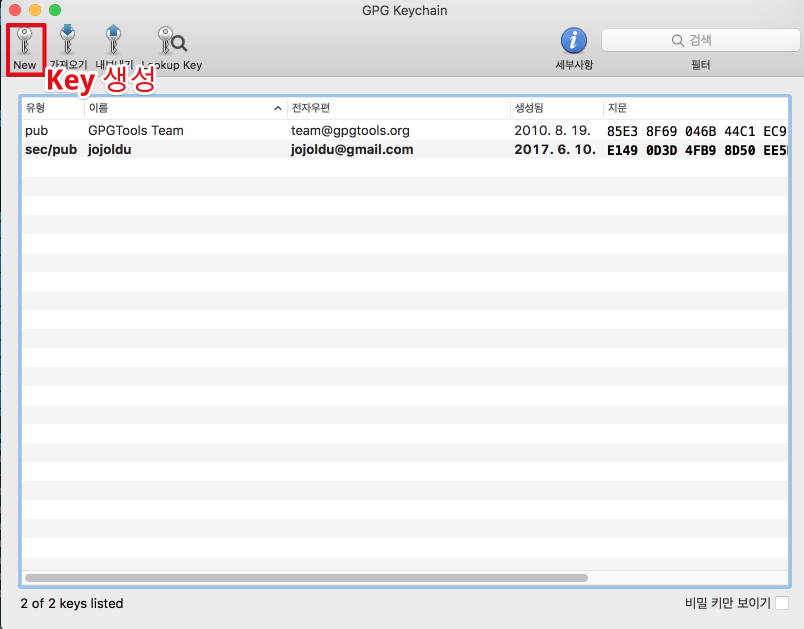 GPG Keychain
New 가져오기 내보내기 Lookup Key 세부사항 검색 필터
Key 생성
유형 이름 전자우편 생성됨 지문
pub GPGTools Team team@gpgtools.org 2010. 8. 19. 85E3 8F69 046B 44C1 EC9
sec/pub jojoldu jojoldu@gmail.com 2017. 6. 10. E149 0D3D 4FB9 8D50 EE5
2 of 2 keys listed 비밀 키만 보이기